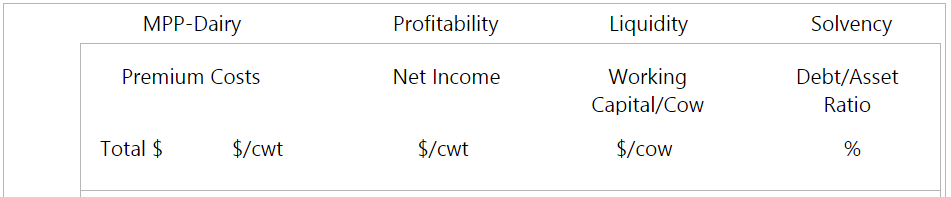 MPP-Dairy Profitability Liquidity Solvency
Premium Costs Net Income Working Capital/Cow Debt/Asset Ratio
Total $ $/cwt $/cwt $/cow %